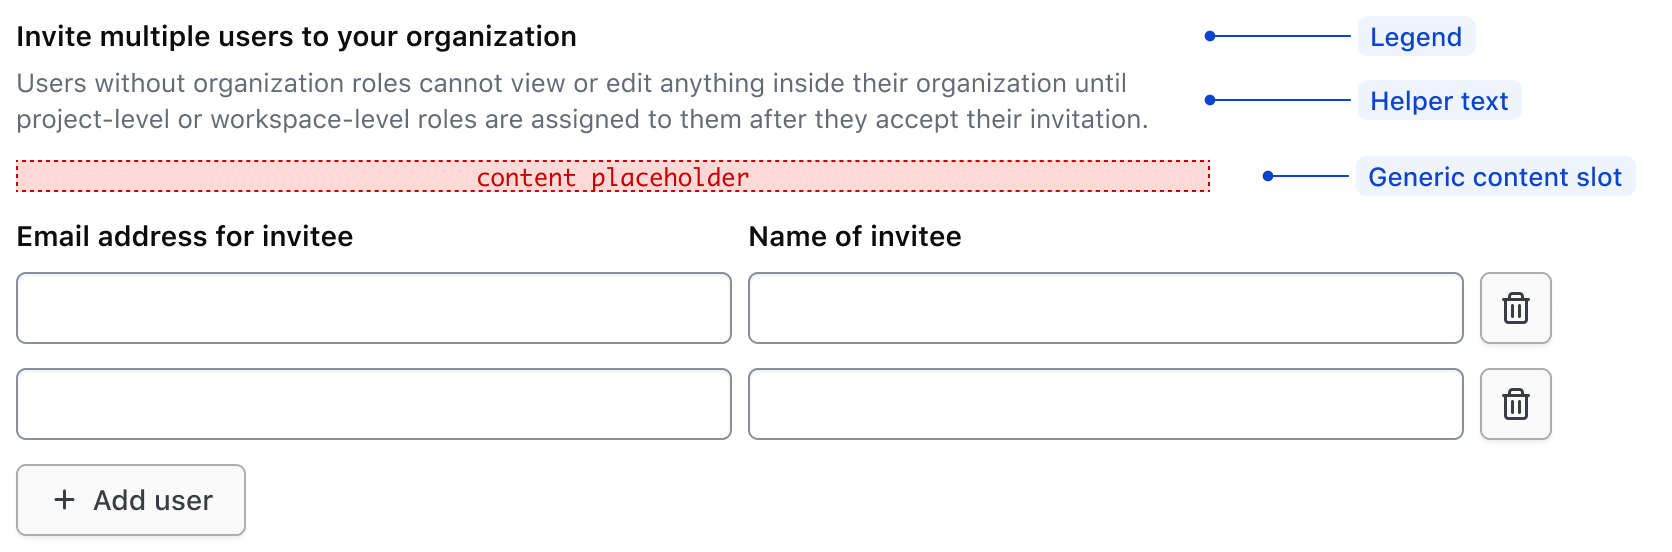 Invite multiple users to your organization
Legend
Users without organization roles cannot view or edit anything inside their organization until
project-level or workspace-level roles are assigned to them after they accept their invitation.
Helper text
content placeholder
Generic content slot
Email address for invitee
Name of invitee
Add user